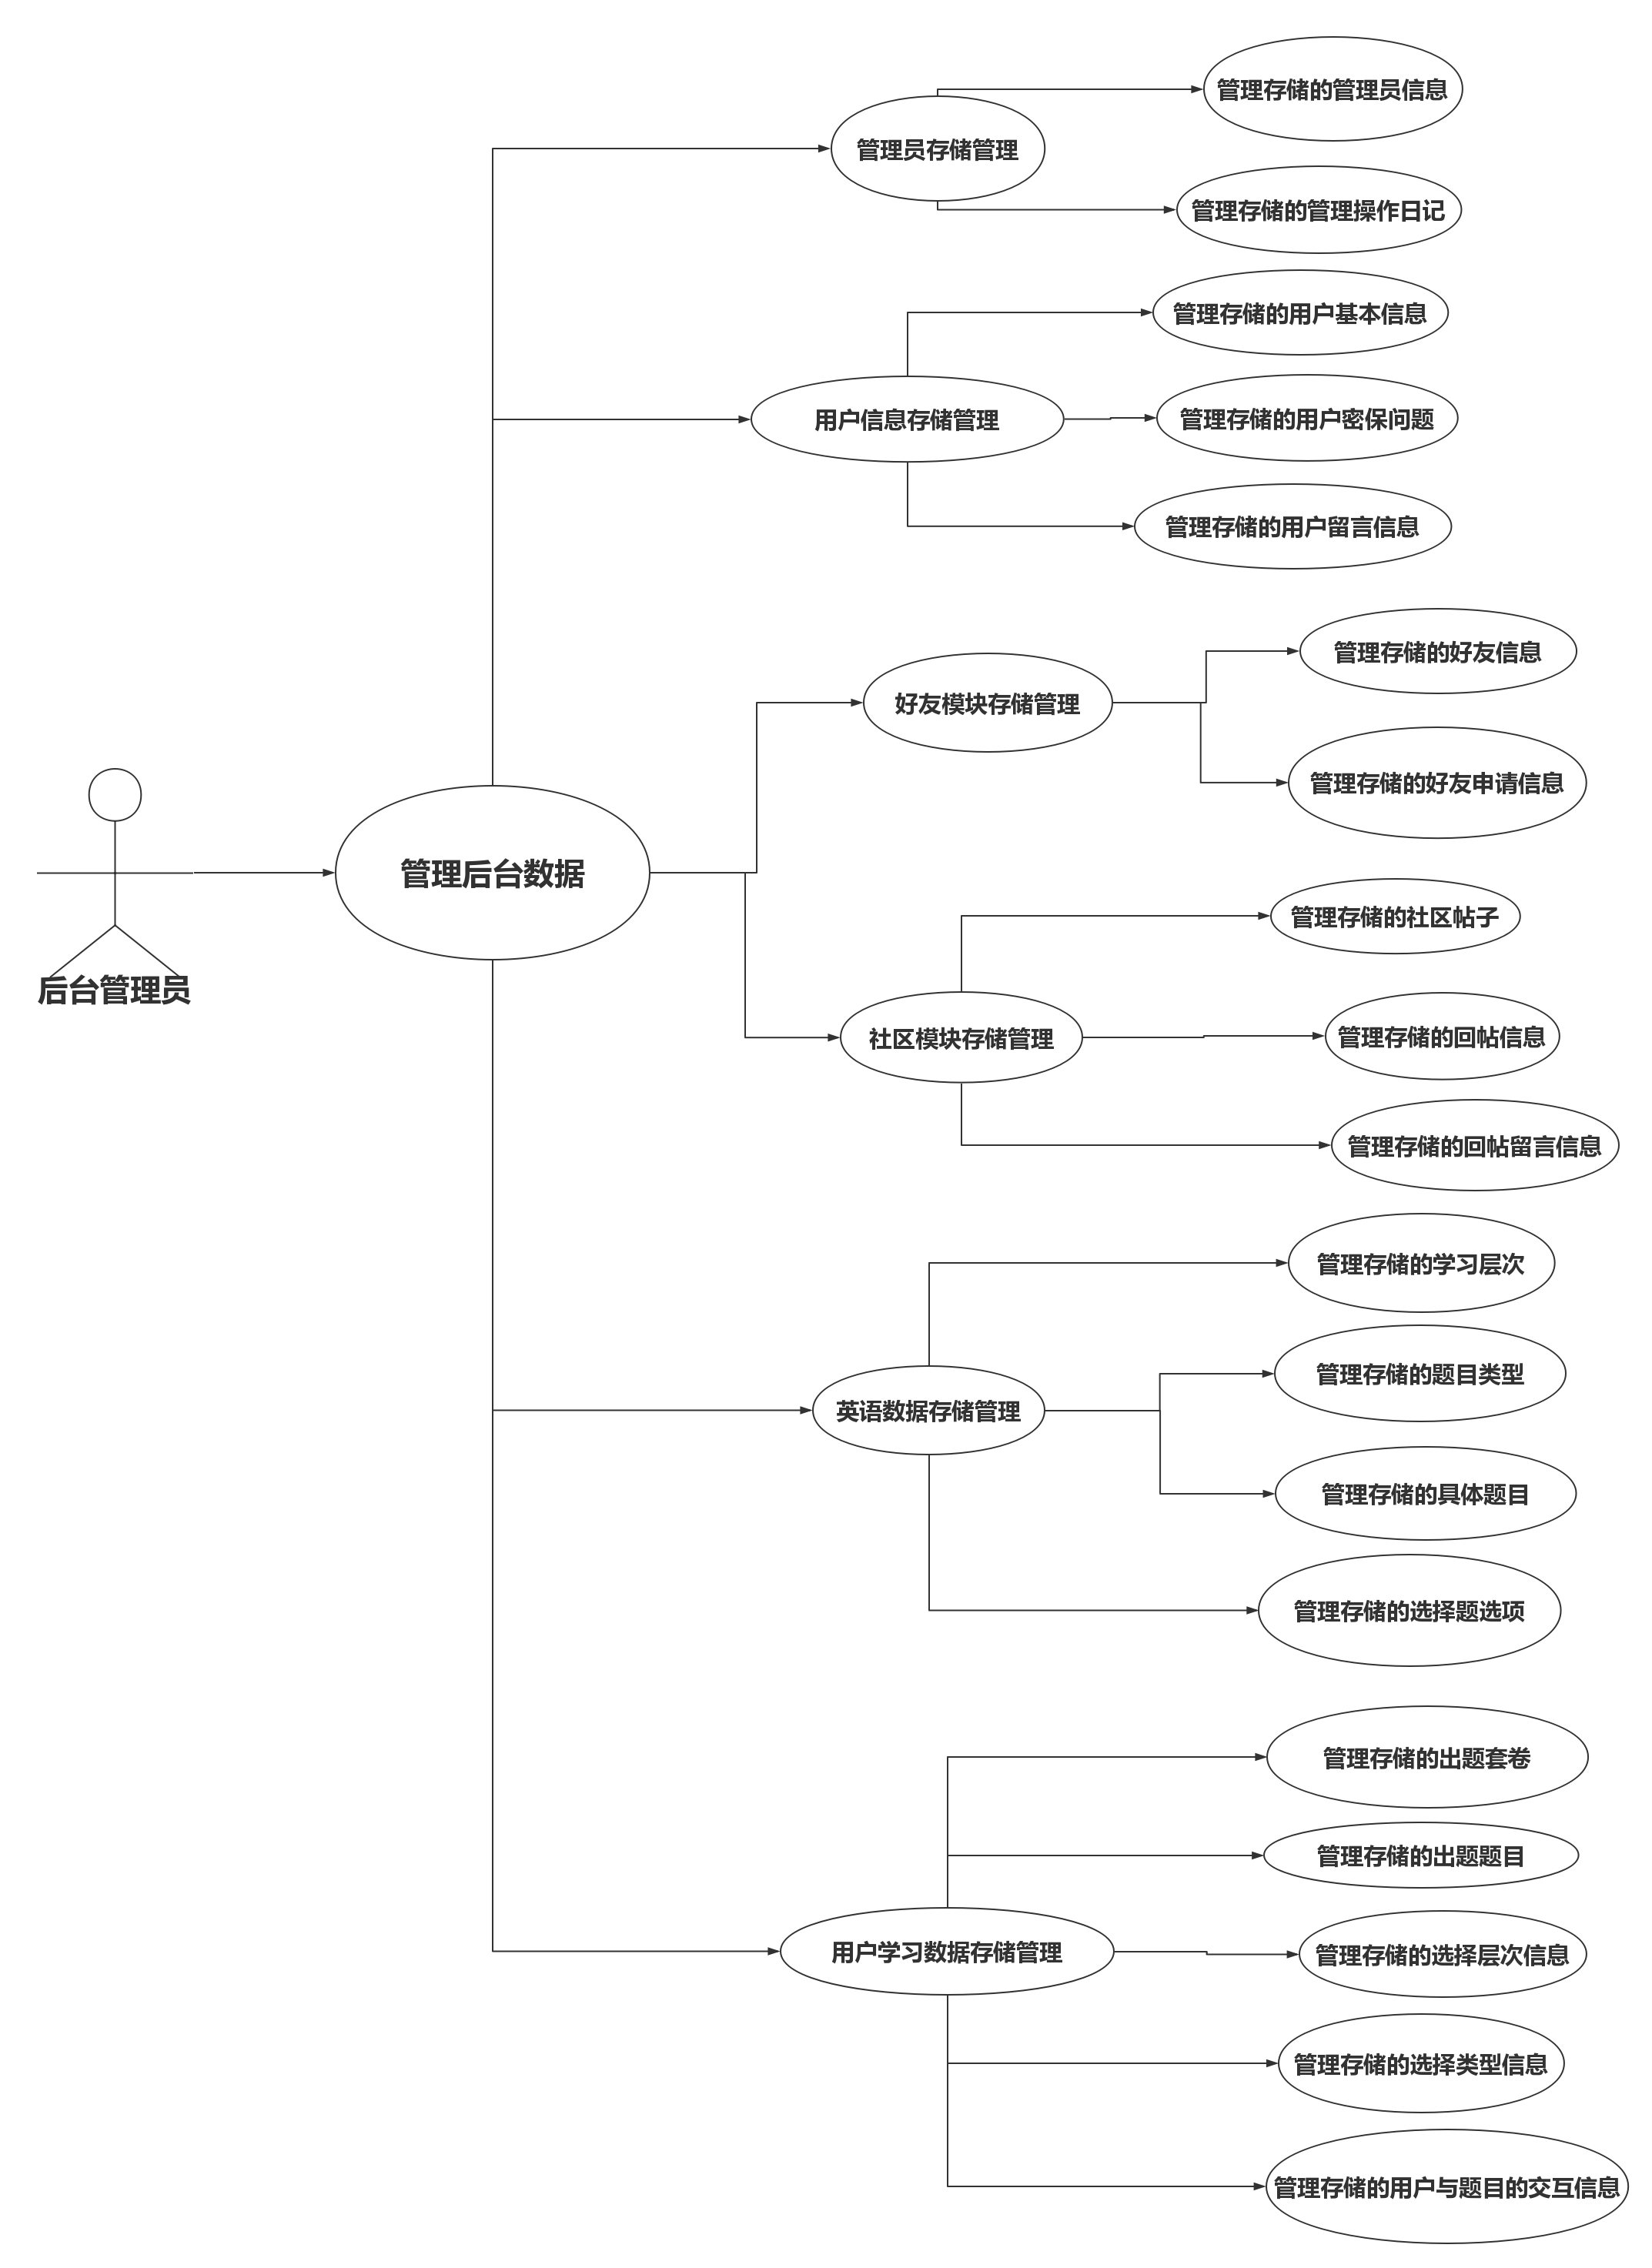 管理存储的管理员信息
管理员存储管理
管理存储的管理操作日记
管理存储的用户基本信息
用户信息存储管理
管理存储的用户密保问题
管理存储的用户留言信息
管理存储的好友信息
好友模块存储管理
管理存储的好友申请信息
管理后台数据
后台管理员
管理存储的社区帖子
社区模块存储管理
管理存储的回帖信息
管理存储的回帖留言信息
管理存储的学习层次
管理存储的题目类型
英语数据存储管理
管理存储的具体题目
管理存储的选择题选项
管理存储的出题套卷
管理存储的出题题目
用户学习数据存储管理
管理存储的选择层次信息
管理存储的选择类型信息
管理存储的用户与题目的交互信息